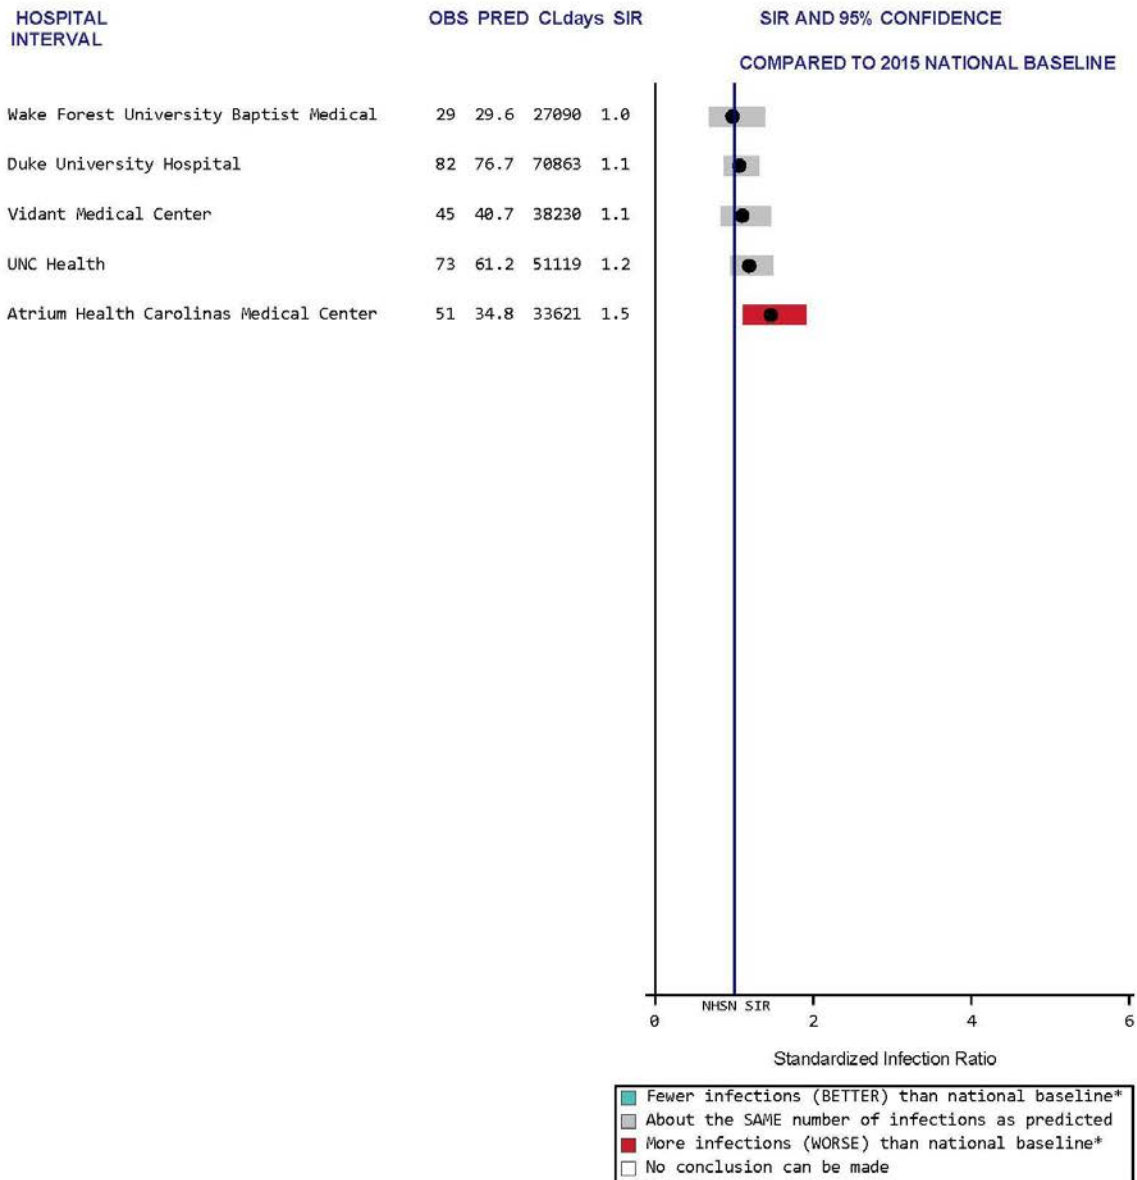 HOSPITAL OBS PRED CLdays SIR SIR AND 95% CONFIDENCE
INTERVAL
COMPARED TO 2015 NATIONAL BASELINE
Wake Forest University Baptist Medical 29 29.6 27090 1.0
Duke University Hospital 82 76.7 70863 1.1
Vidant Medical Center 45 40.7 38230 1.1
UNC Health 73 61.2 51119 1.2
Atrium Health Carolinas Medical Center 51 34.8 33621 1.5
NHSN SIR
0 2 4 6
Standardized Infection Ratio
Fewer infections (BETTER) than national baseline*
About the SAME number of infections as predicted
More infections (WORSE) than national baseline*
No conclusion can be made